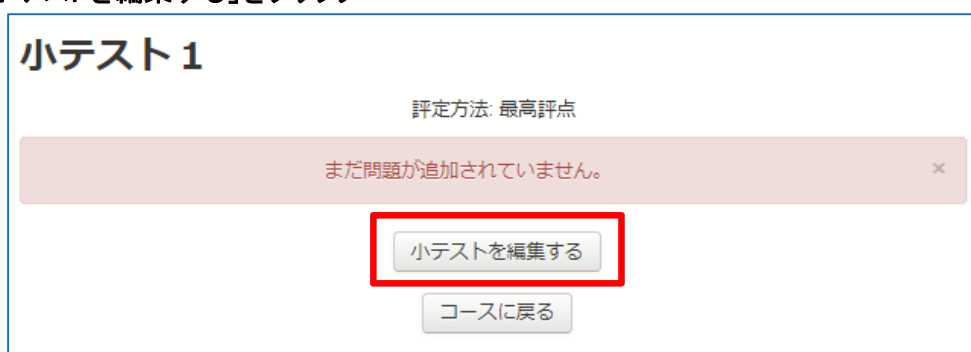 小テスト 1
評定方法: 最高評点
まだ問題が追加されていません。 ×
小テストを編集する
コースに戻る